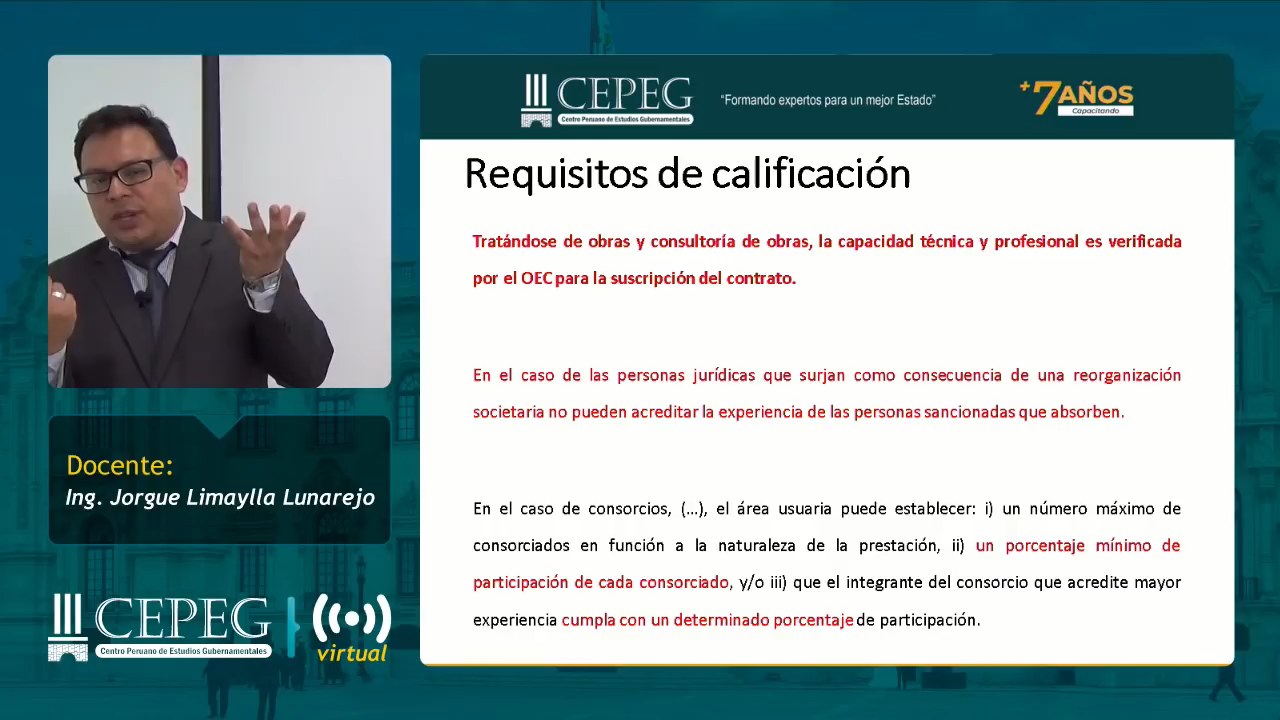 CEPEG
Centro Peruano de Estudios Gubernamentales
“Formando expertos para un mejor Estado”
+7AÑOS
Capacitando
Requisitos de calificación
Tratándose de obras y consultoría de obras, la capacidad técnica y profesional es verificada
por el OEC para la suscripción del contrato.
En el caso de las personas jurídicas que surjan como consecuencia de una reorganización
societaria no pueden acreditar la experiencia de las personas sancionadas que absorben.
En el caso de consorcios, (...), el área usuaria puede establecer: i) un número máximo de
consorciados en función a la naturaleza de la prestación, ii) un porcentaje mínimo de
participación de cada consorciado, y/o iii) que el integrante del consorcio que acredite mayor
experiencia cumpla con un determinado porcentaje de participación.
Docente:
Ing. Jorgue Limaylla Lunarejo
CEPEG
Centro Peruano de Estudios Gubernamentales
virtual